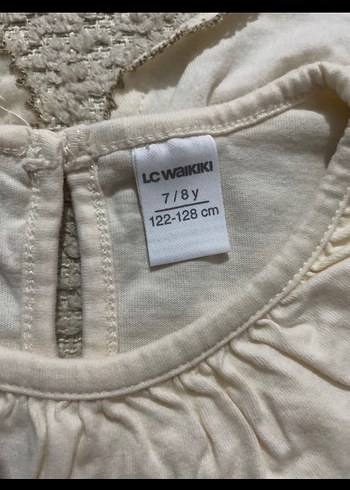 LC WAIKIKI
7 / 8 y
122-128 cm